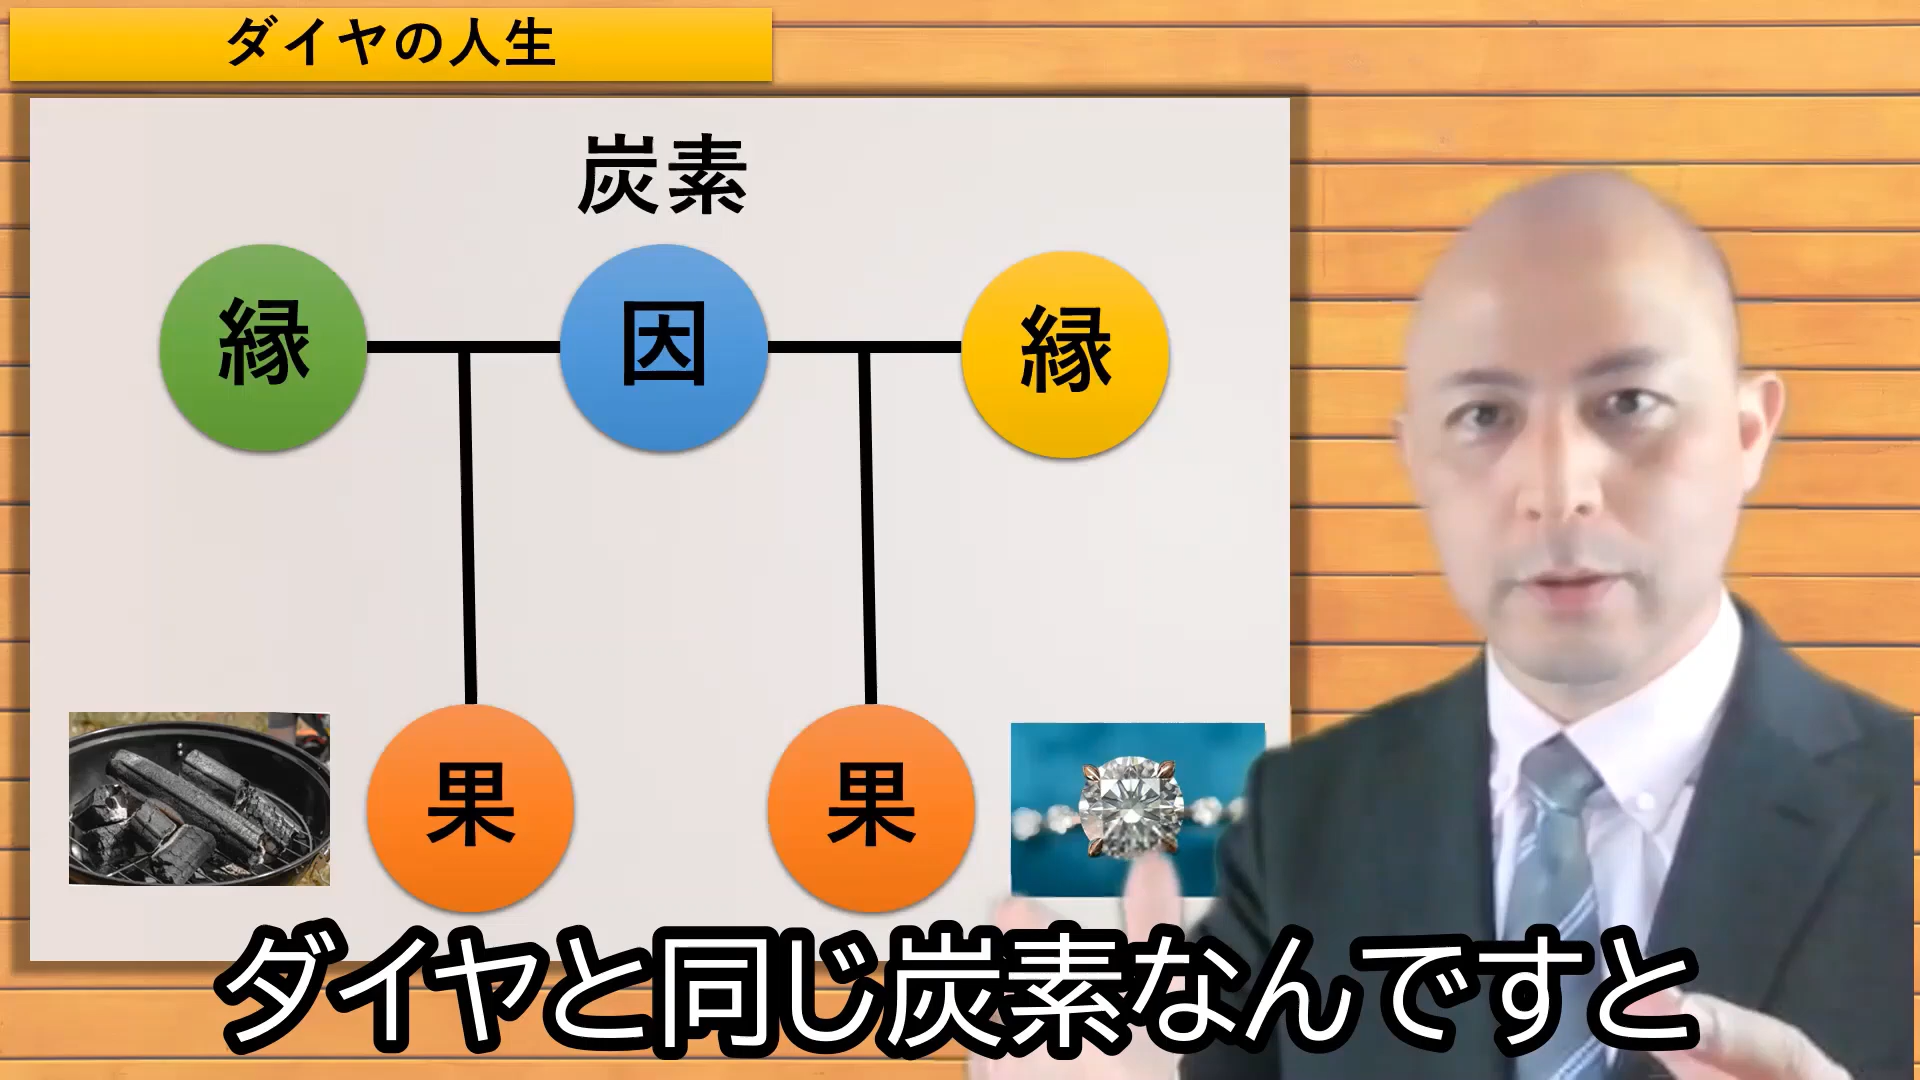 ダイヤの人生
炭素
縁 因 縁
果 果
ダイヤと同じ炭素なんですと